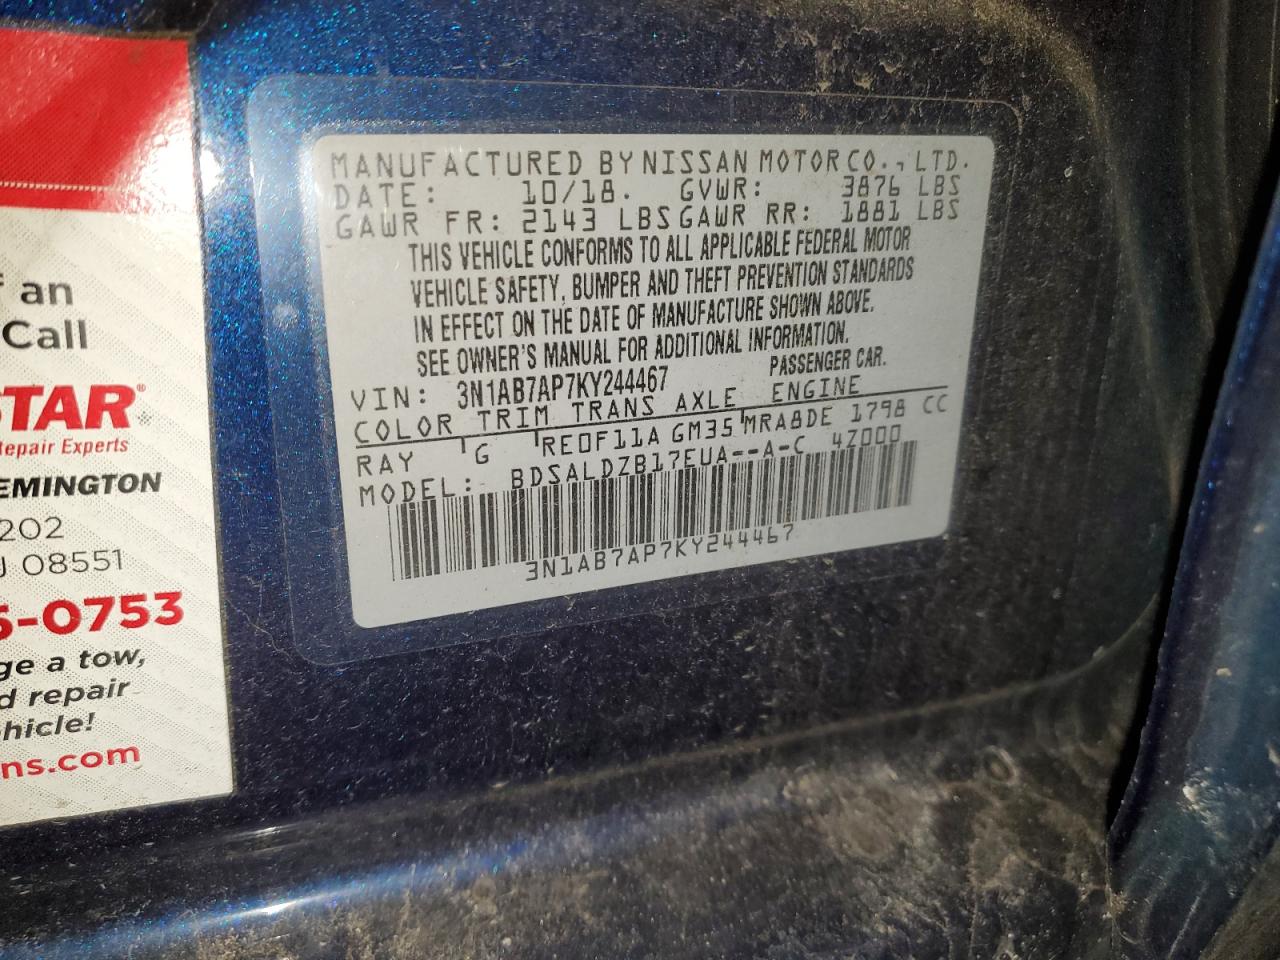 MANUFACTURED BY NISSAN MOTOR CO., LTD.
DATE: 10/18. GVWR: 3876 LBS
GAWR FR: 2143 LBS GAWR RR: 1881 LBS
THIS VEHICLE CONFORMS TO ALL APPLICABLE FEDERAL MOTOR
VEHICLE SAFETY, BUMPER AND THEFT PREVENTION STANDARDS
IN EFFECT ON THE DATE OF MANUFACTURE SHOWN ABOVE.
SEE OWNER'S MANUAL FOR ADDITIONAL INFORMATION.
VIN: 3N1AB7AP7KY244467 PASSENGER CAR.
COLOR TRIM TRANS AXLE ENGINE
RAY G RE0F11A GM35 MRA8DE 1798 CC
MODEL: BDSALDZB17EUA--A-C 4Z000
3N1AB7AP7KY244467
an
Call
STAR®
Repair Experts
EMINGTON
202
J 08551
5-0753
ge a tow,
d repair
hicle!
ns.com